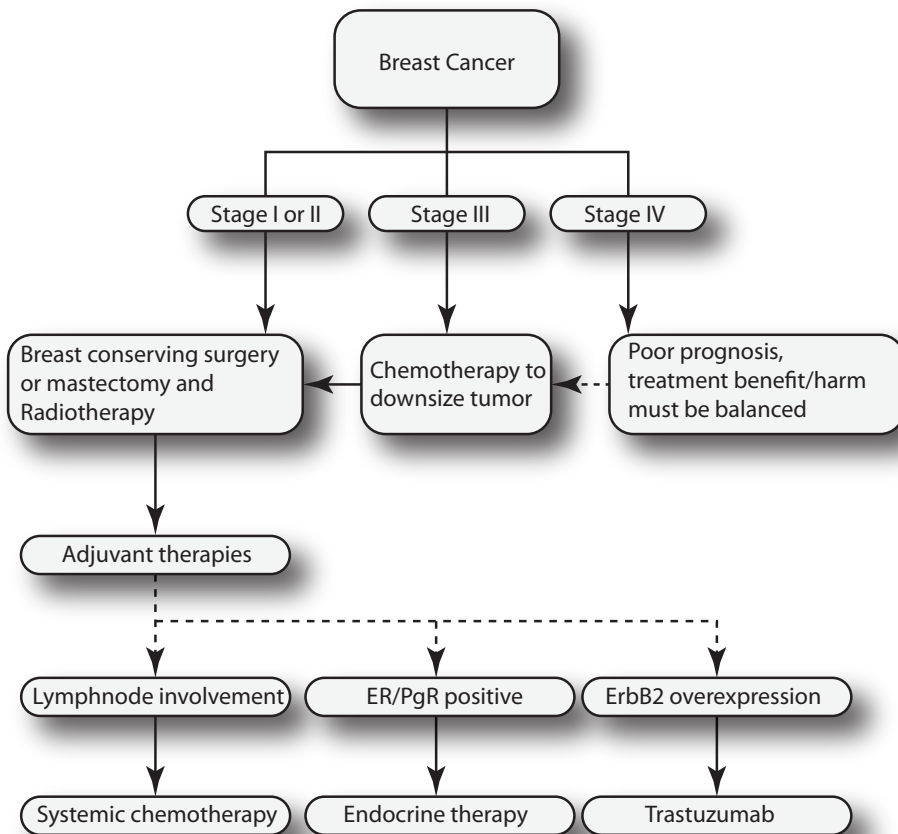 Breast Cancer
Stage I or II
Stage III
Stage IV
Breast conserving surgery
or mastectomy and
Radiotherapy
Chemotherapy to
downsize tumor
Poor prognosis,
treatment benefit/harm
must be balanced
Adjuvant therapies
Lymphnode involvement
ER/PgR positive
ErbB2 overexpression
Systemic chemotherapy
Endocrine therapy
Trastuzumab